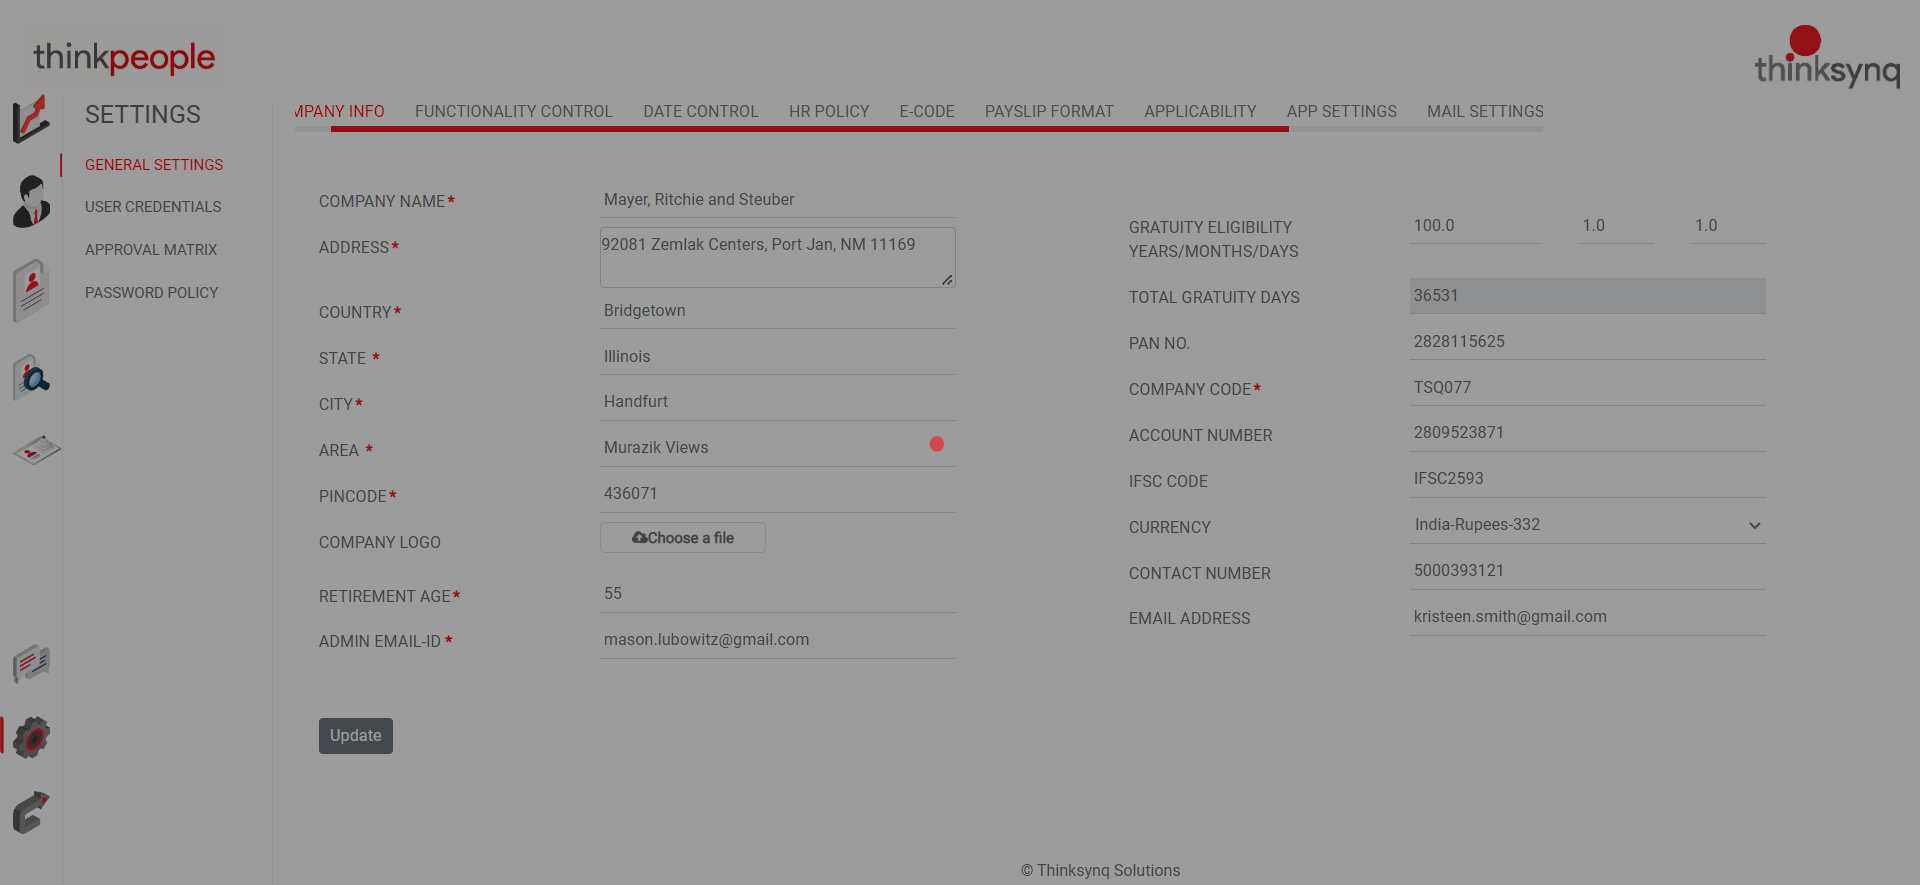 thinkpeople
thinksynq
SETTINGS
GENERAL SETTINGS
USER CREDENTIALS
APPROVAL MATRIX
PASSWORD POLICY
MPANY INFO FUNCTIONALITY CONTROL DATE CONTROL HR POLICY E-CODE PAYSLIP FORMAT APPLICABILITY APP SETTINGS MAIL SETTINGS
COMPANY NAME* Mayer, Ritchie and Steuber
ADDRESS* 92081 Zemlak Centers, Port Jan, NM 11169
COUNTRY* Bridgetown
STATE * Illinois
CITY* Handfurt
AREA * Murazik Views
PINCODE* 436071
COMPANY LOGO Choose a file
RETIREMENT AGE* 55
ADMIN EMAIL-ID * mason.lubowitz@gmail.com
Update
GRATUITY ELIGIBILITY
YEARS/MONTHS/DAYS
100.0 1.0 1.0
TOTAL GRATUITY DAYS 36531
PAN NO. 2828115625
COMPANY CODE* TSQ077
ACCOUNT NUMBER 2809523871
IFSC CODE IFSC2593
CURRENCY India-Rupees-332
CONTACT NUMBER 5000393121
EMAIL ADDRESS kristeen.smith@gmail.com
© Thinksynq Solutions